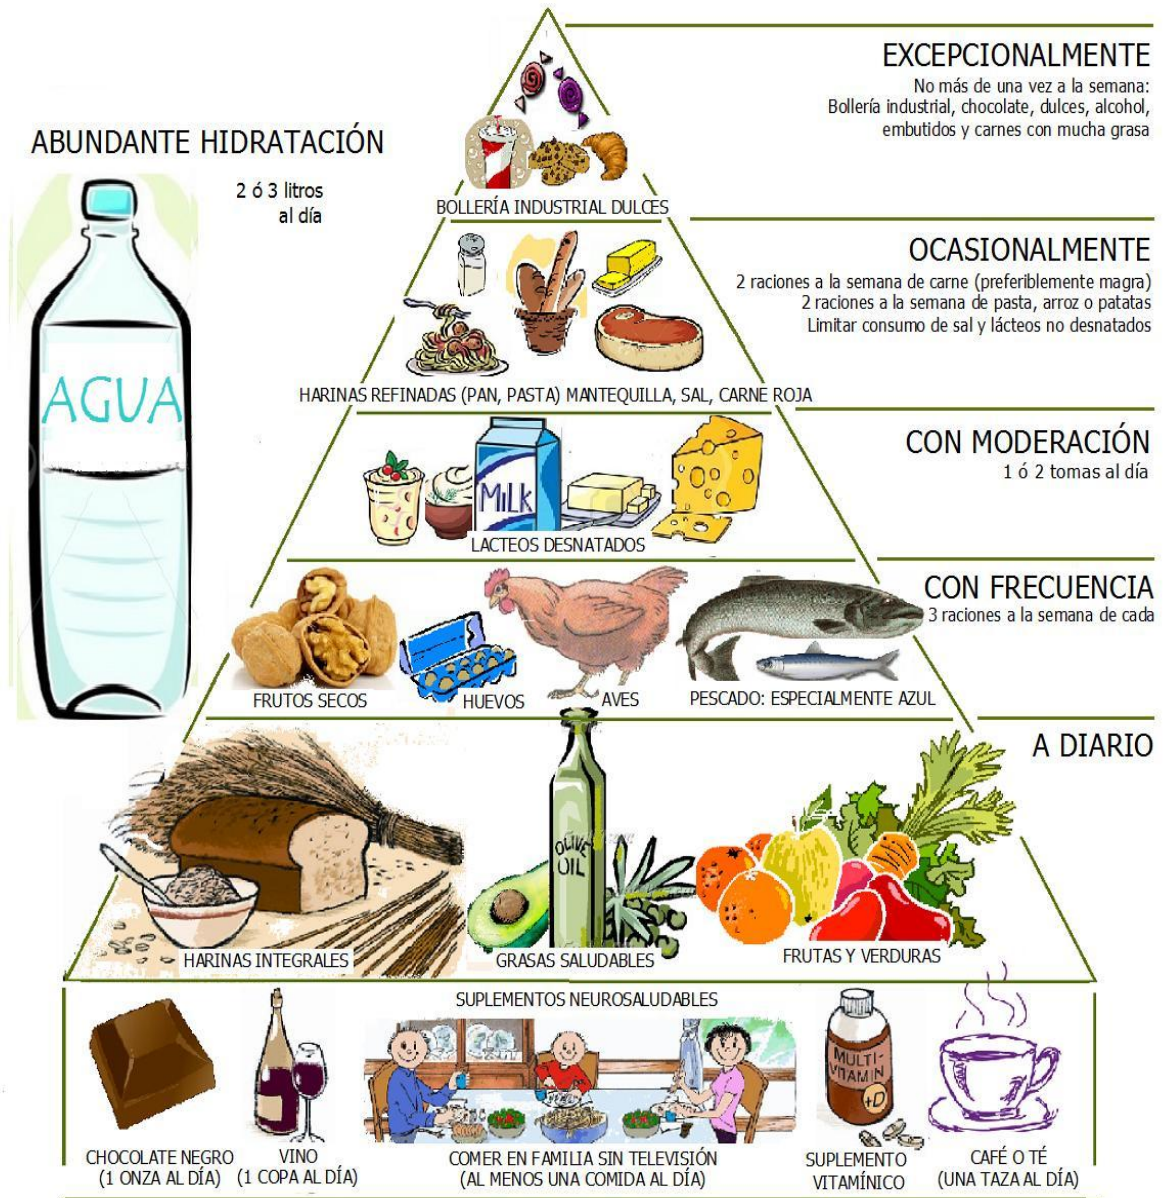 ABUNDANTE HIDRATACIÓN
2 ó 3 litros
al día
AGUA
EXCEPCIONALMENTE
No más de una vez a la semana:
Bollería industrial, chocolate, dulces, alcohol,
embutidos y carnes con mucha grasa
BOLLERÍA INDUSTRIAL DULCES
OCASIONALMENTE
2 raciones a la semana de carne (preferiblemente magra)
2 raciones a la semana de pasta, arroz o patatas
Limitar consumo de sal y lácteos no desnatados
HARINAS REFINADAS (PAN, PASTA) MANTEQUILLA, SAL, CARNE ROJA
CON MODERACIÓN
1 ó 2 tomas al día
MILK
LACTEOS DESNATADOS
CON FRECUENCIA
3 raciones a la semana de cada
FRUTOS SECOS
HUEVOS
AVES
PESCADO: ESPECIALMENTE AZUL
A DIARIO
OLIVE
OIL
HARINAS INTEGRALES
GRASAS SALUDABLES
FRUTAS Y VERDURAS
SUPLEMENTOS NEUROSALUDABLES
MULTI-
VITAMIN
+D
CHOCOLATE NEGRO
(1 ONZA AL DÍA)
VINO
(1 COPA AL DÍA)
COMER EN FAMILIA SIN TELEVISIÓN
(AL MENOS UNA COMIDA AL DÍA)
SUPLEMENTO
VITAMÍNICO
CAFÉ O TÉ
(UNA TAZA AL DÍA)